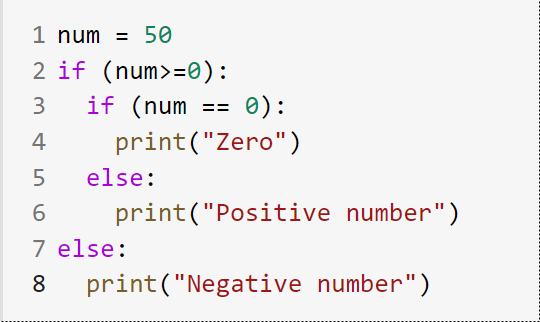 1 num = 50
2 if (num>=0):
3   if (num == 0):
4     print("Zero")
5   else:
6     print("Positive number")
7 else:
8   print("Negative number")